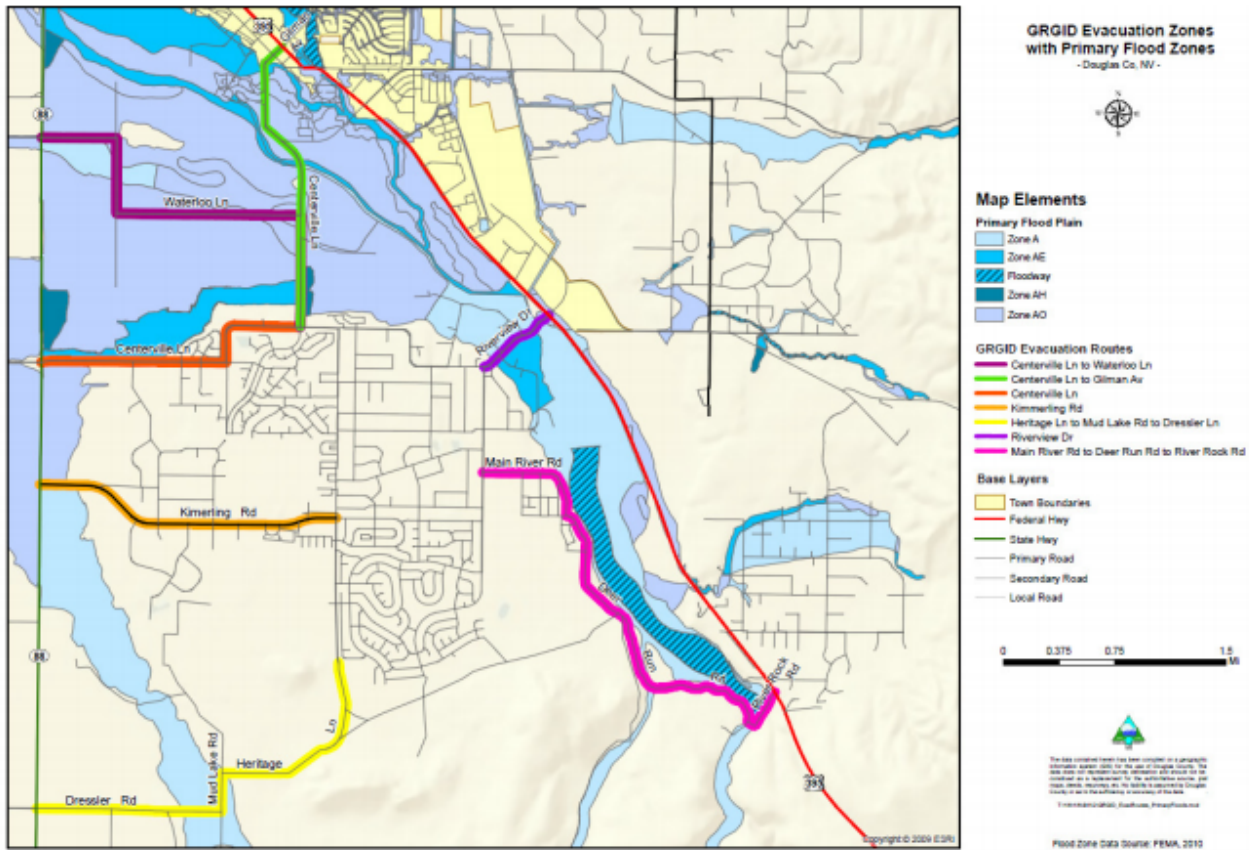 GRGID Evacuation Zones
with Primary Flood Zones
- Douglas Co, NV -
N
Map Elements
Primary Flood Plain
Zone A
Zone AE
Floodway
Zone AH
Zone AO
GRGID Evacuation Routes
Centerville Ln to Waterloo Ln
Centerville Ln to Gilman Av
Centerville Ln
Kimmerling Rd
Heritage Ln to Mud Lake Rd to Dressler Ln
Riverview Dr
Main River Rd to Deer Run Rd to River Rock Rd
Base Layers
Town Boundaries
Federal Hwy
State Hwy
Primary Road
Secondary Road
Local Road
0 0.375 0.75 1.5
Mi
Flood Zone Data Source: FEMA, 2010
395
Gilman
88
Waterloo Ln
Centerville Ln
Centerville Ln
Riverview Dr
Main River Rd
Kimerling Rd
Deer Run Rd
River Rock Rd
88
Mud Lake Rd
Heritage Ln
Dressler Rd
395
Copyright © 2009 ESRI